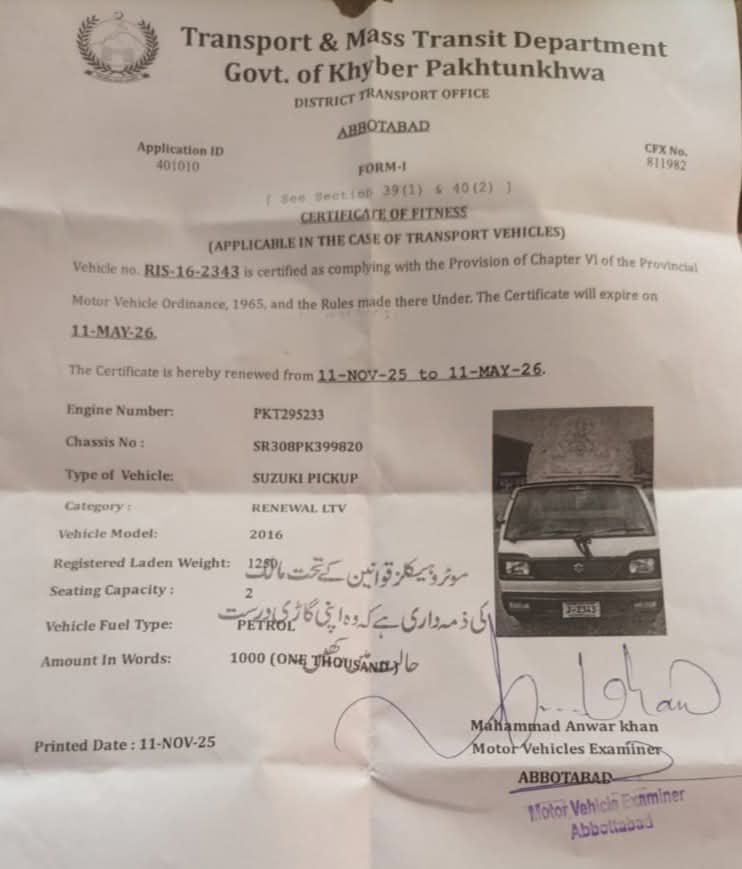 Transport & Mass Transit Department
Govt. of Khyber Pakhtunkhwa
DISTRICT TRANSPORT OFFICE
ABBOTABAD
Application ID
401010
CFX No.
811982
FORM-I
[ See Section 39(1) & 40(2) ]
CERTIFICATE OF FITNESS
(APPLICABLE IN THE CASE OF TRANSPORT VEHICLES)
Vehicle no. RIS-16-2343 is certified as complying with the Provision of Chapter VI of the Provincial
Motor Vehicle Ordinance, 1965, and the Rules made there Under. The Certificate will expire on
11-MAY-26.
The Certificate is hereby renewed from 11-NOV-25 to 11-MAY-26.
Engine Number: PKT295233
Chassis No : SR308PK399820
Type of Vehicle: SUZUKI PICKUP
Category : RENEWAL LTV
Vehicle Model: 2016
Registered Laden Weight: 1250
موٹر وہیکلز قوانین کے تحت مالک
Seating Capacity : 2
کی ذمہ داری ہے کہ وہ اپنی گاڑی درست
Vehicle Fuel Type: PETROL
حالت میں رکھیں
Amount In Words: 1000 (ONE THOUSAND)
Printed Date : 11-NOV-25
Mahammad Anwar khan
Motor Vehicles Examiner
ABBOTABAD
Motor Vehicle Examiner
Abbottabad